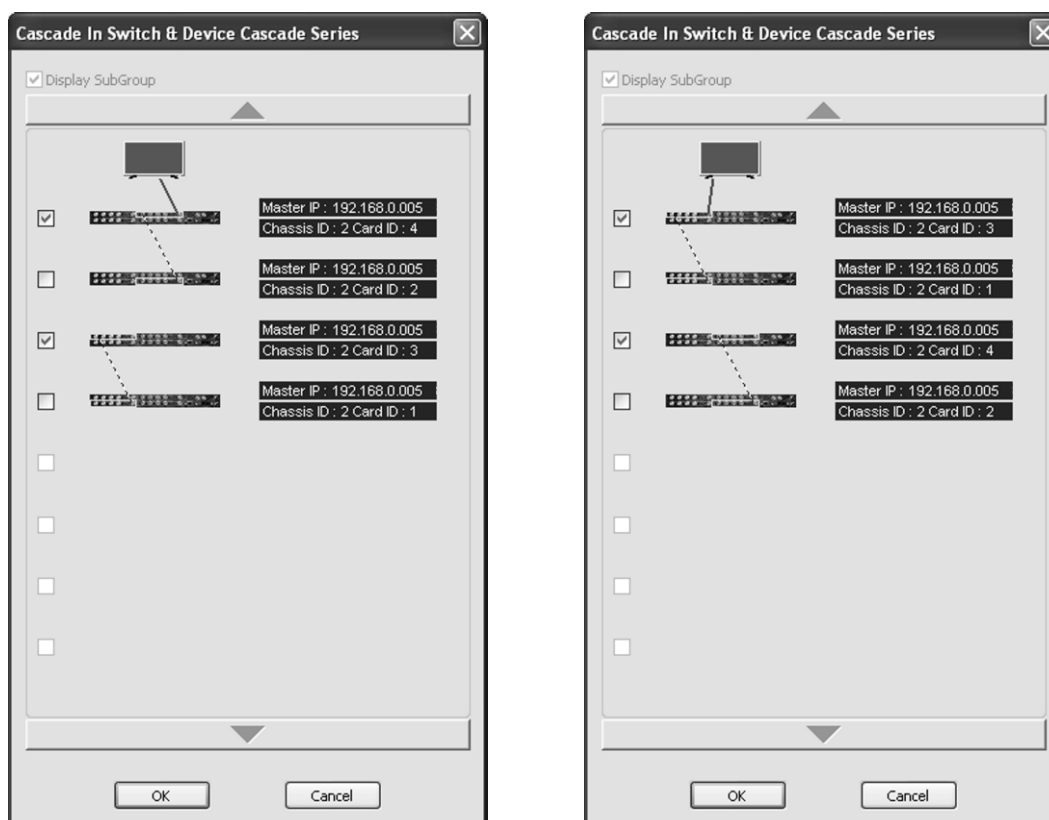 Cascade In Switch & Device Cascade Series
Display SubGroup
Master IP : 192.168.0.005
Chassis ID : 2 Card ID : 4
Master IP : 192.168.0.005
Chassis ID : 2 Card ID : 2
Master IP : 192.168.0.005
Chassis ID : 2 Card ID : 3
Master IP : 192.168.0.005
Chassis ID : 2 Card ID : 1
OK
Cancel
Cascade In Switch & Device Cascade Series
Display SubGroup
Master IP : 192.168.0.005
Chassis ID : 2 Card ID : 3
Master IP : 192.168.0.005
Chassis ID : 2 Card ID : 1
Master IP : 192.168.0.005
Chassis ID : 2 Card ID : 4
Master IP : 192.168.0.005
Chassis ID : 2 Card ID : 2
OK
Cancel